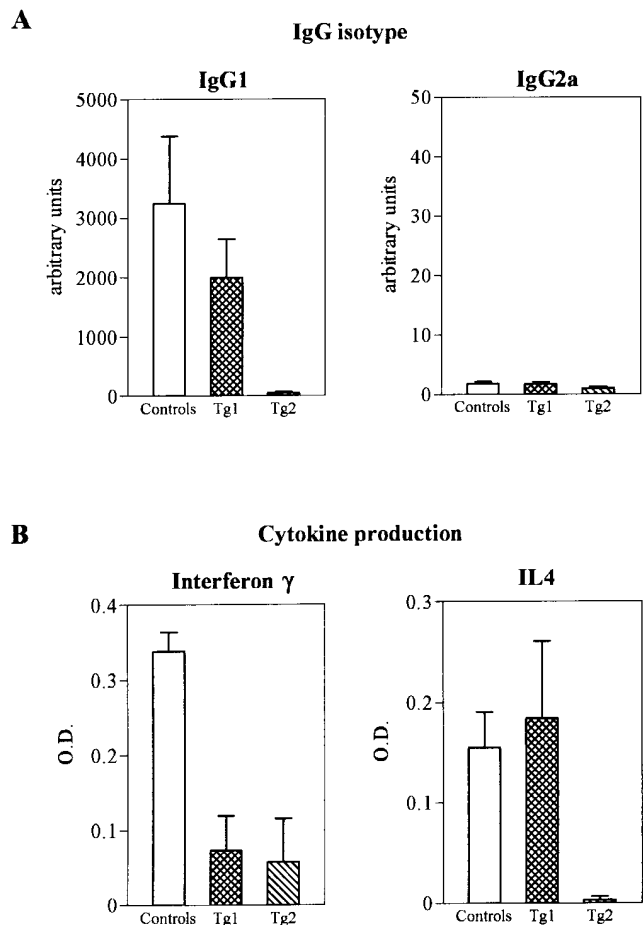 A
IgG isotype
IgG1
IgG2a
arbitrary units
5000
4000
3000
2000
1000
0
Controls Tg1 Tg2
arbitrary units
50
40
30
20
10
0
Controls Tg1 Tg2
B
Cytokine production
Interferon γ
IL4
O.D.
0.4
0.3
0.2
0.1
0
Controls Tg1 Tg2
O.D.
0.3
0.2
0.1
0
Controls Tg1 Tg2